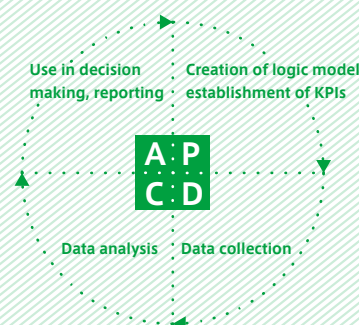 Use in decision
making, reporting
Creation of logic model
establishment of KPIs
A P
C D
Data analysis
Data collection